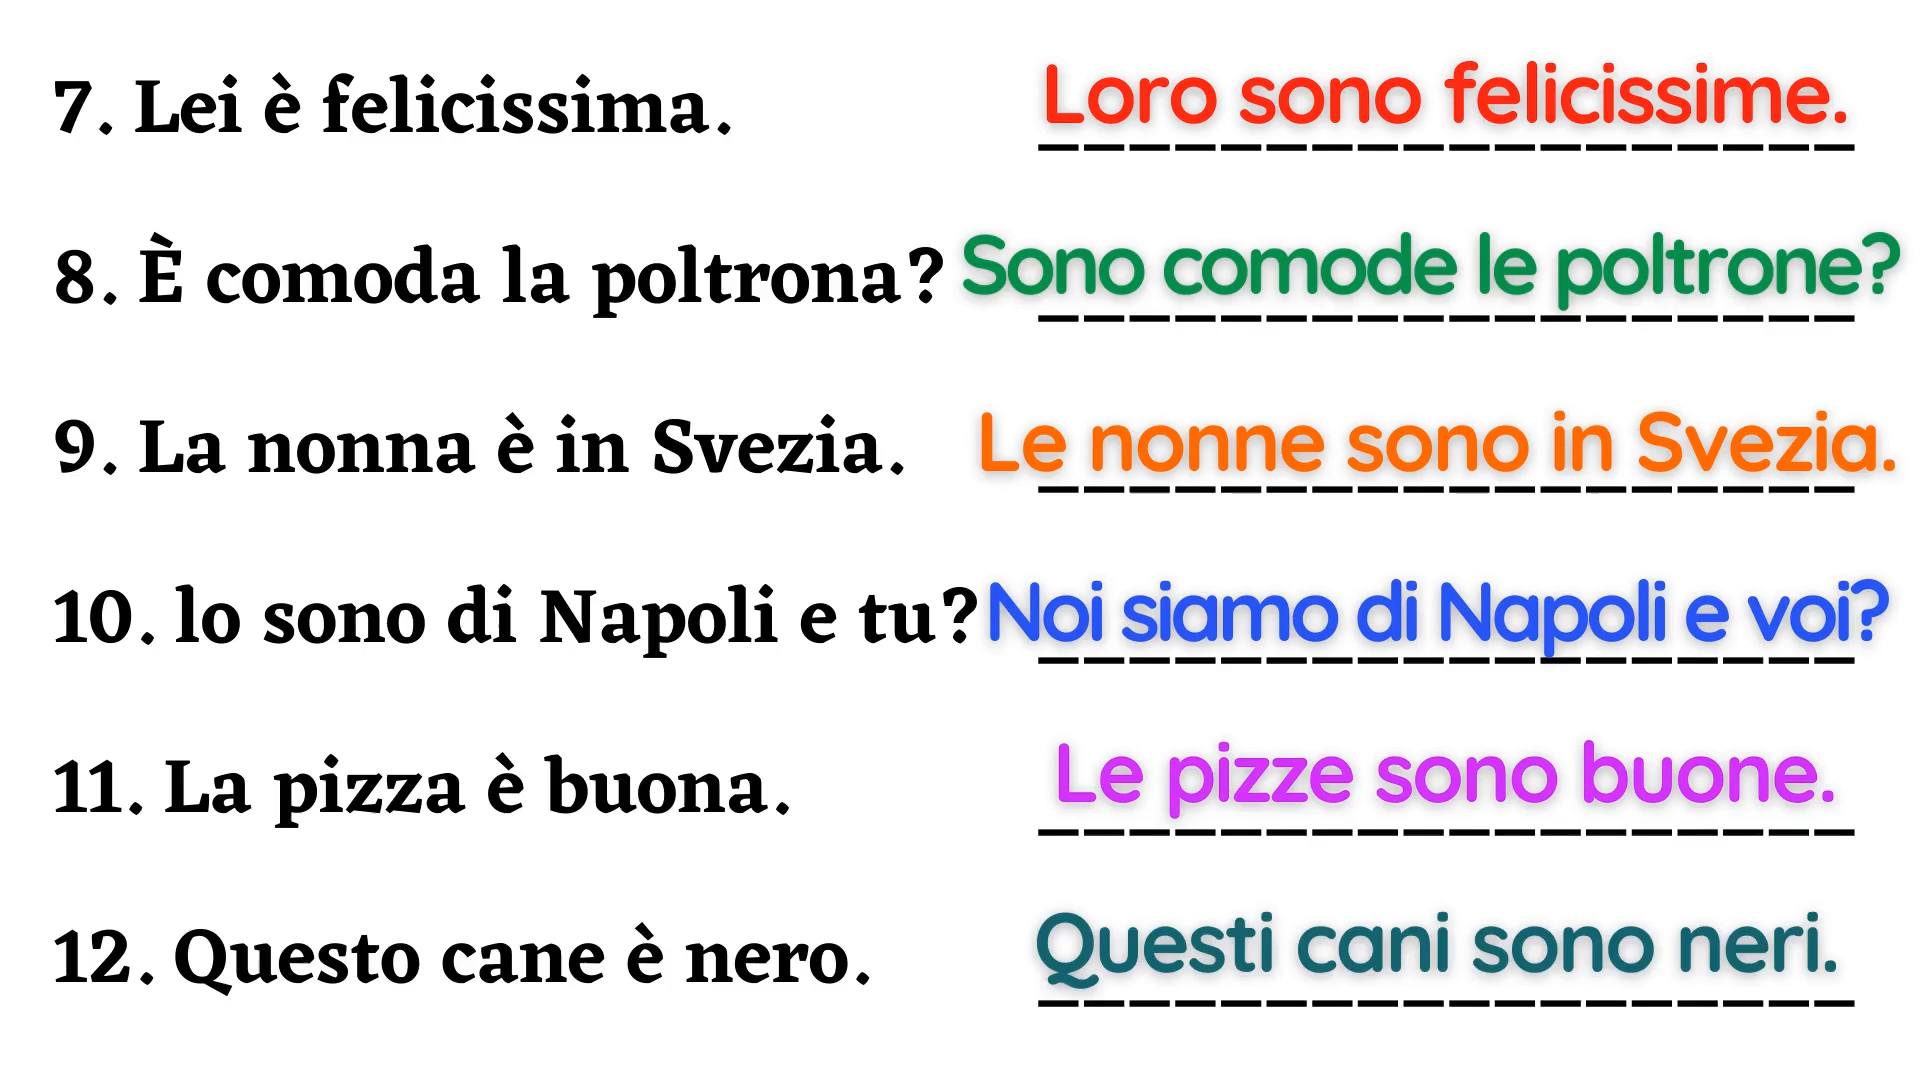 7. Lei è felicissima. Loro sono felicissime.
8. È comoda la poltrona? Sono comode le poltrone?
9. La nonna è in Svezia. Le nonne sono in Svezia.
10. lo sono di Napoli e tu? Noi siamo di Napoli e voi?
11. La pizza è buona. Le pizze sono buone.
12. Questo cane è nero. Questi cani sono neri.